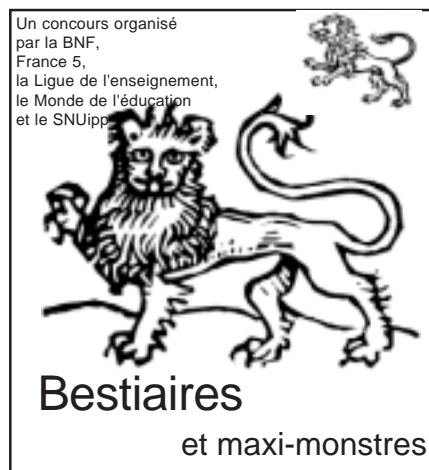 Un concours organisé
par la BNF,
France 5,
la Ligue de l'enseignement,
le Monde de l'éducation
et le SNUipp
Bestiaires
et maxi-monstres